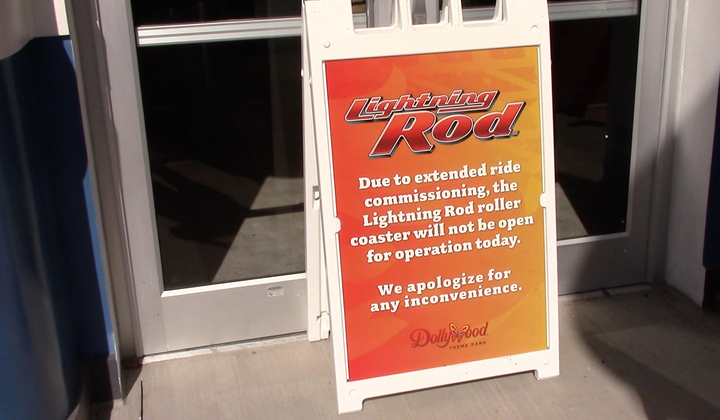 Lightning
Rod
Due to extended ride
commissioning, the
Lightning Rod roller
coaster will not be open
for operation today.
We apologize for
any inconvenience.
Dollywood
THEME PARK